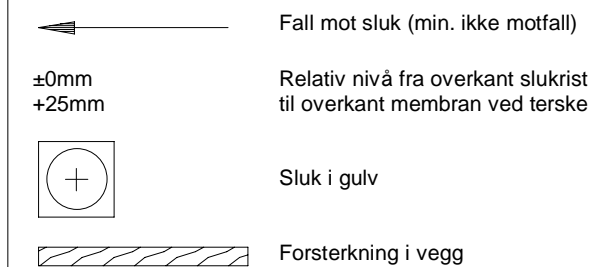 Fall mot sluk (min. ikke motfall)
±0mm
+25mm
Relativ nivå fra overkant slukrist
til overkant membran ved terske
Sluk i gulv
Forsterkning i vegg